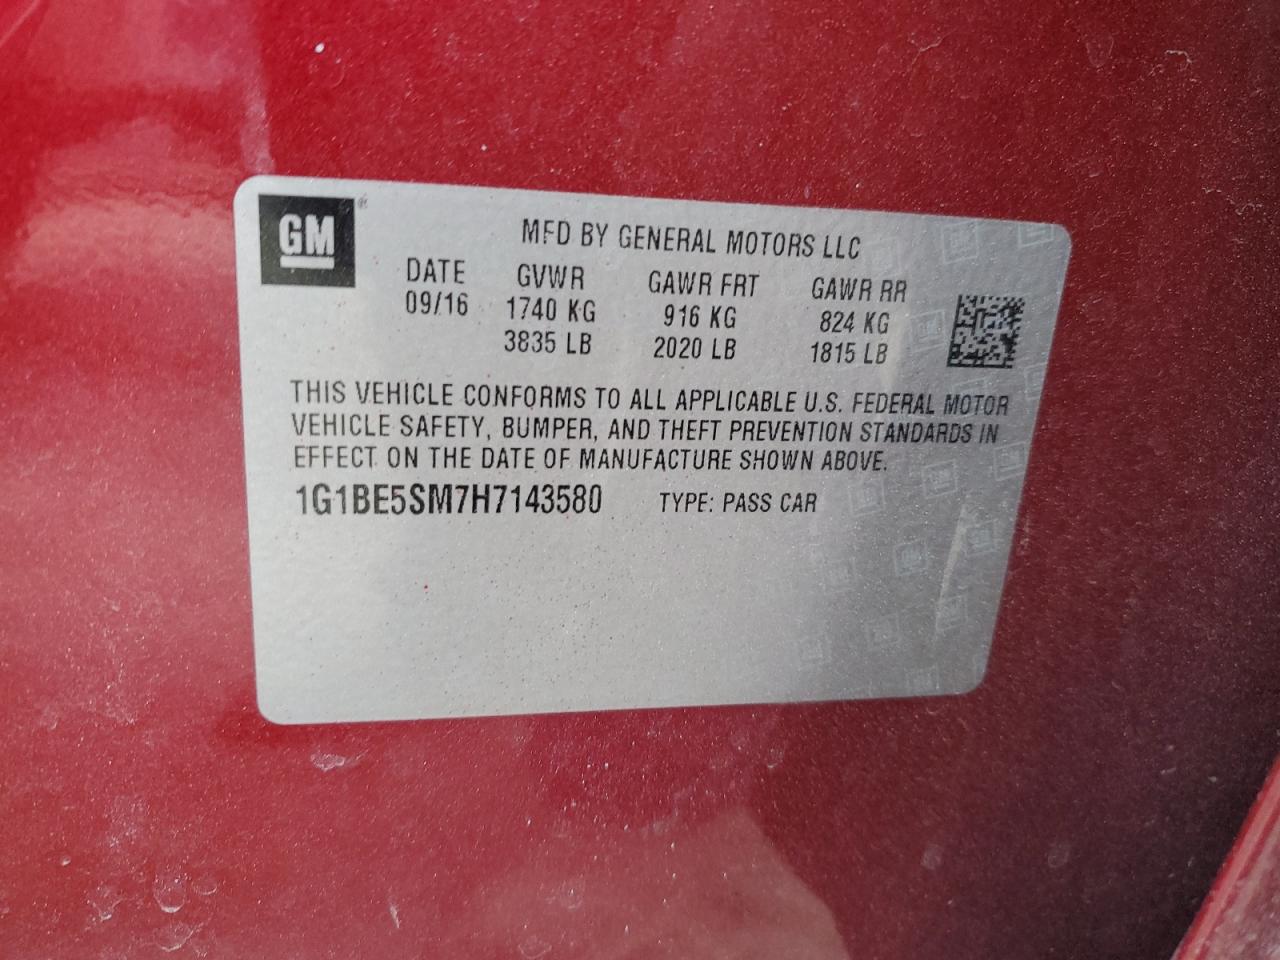 GM®
MFD BY GENERAL MOTORS LLC
DATE GVWR GAWR FRT GAWR RR
09/16 1740 KG 916 KG 824 KG
3835 LB 2020 LB 1815 LB
THIS VEHICLE CONFORMS TO ALL APPLICABLE U.S. FEDERAL MOTOR
VEHICLE SAFETY, BUMPER, AND THEFT PREVENTION STANDARDS IN
EFFECT ON THE DATE OF MANUFACTURE SHOWN ABOVE.
1G1BE5SM7H7143580 TYPE: PASS CAR